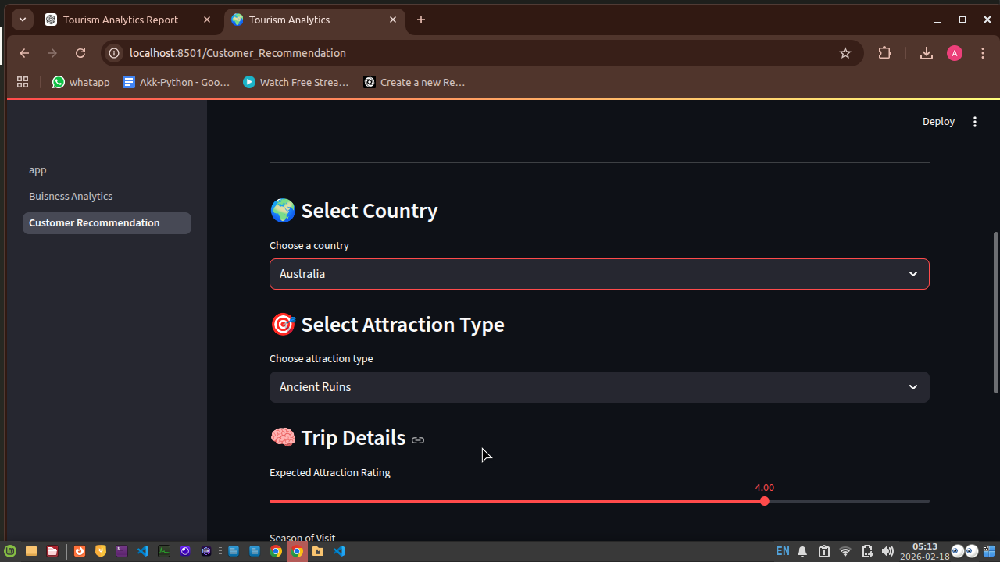 Tourism Analytics Report
Tourism Analytics
localhost:8501/Customer_Recommendation
A
whatapp
Akk-Python - Goo…
Watch Free Strea…
Create a new Re…
Deploy
app
Buisness Analytics
Customer Recommendation
Select Country
Choose a country
Australia
Select Attraction Type
Choose attraction type
Ancient Ruins
Trip Details
Expected Attraction Rating
4.00
Season of Visit
EN
05:13
2026-02-18